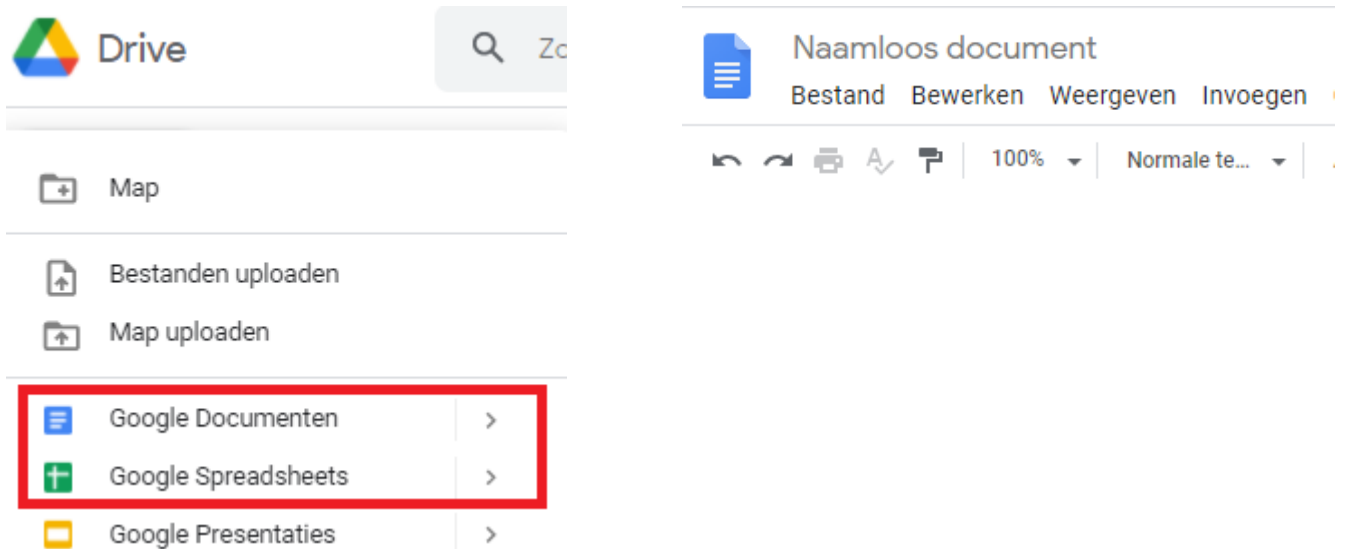 Drive
Zo
Map
Bestanden uploaden
Map uploaden
Google Documenten
Google Spreadsheets
Google Presentaties
Naamloos document
Bestand Bewerken Weergeven Invoegen
100% Normale te...